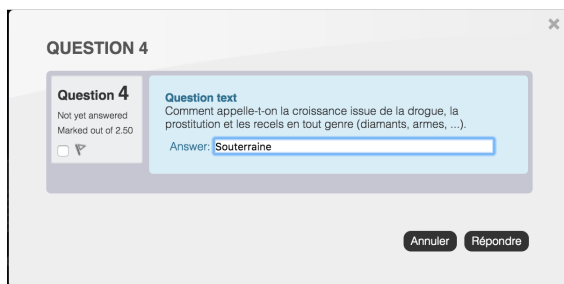 QUESTION 4
Question 4
Not yet answered
Marked out of 2.50
Question text
Comment appelle-t-on la croissance issue de la drogue, la
prostitution et les recels en tout genre (diamants, armes, ...).
Answer: Souterraine
Annuler Répondre